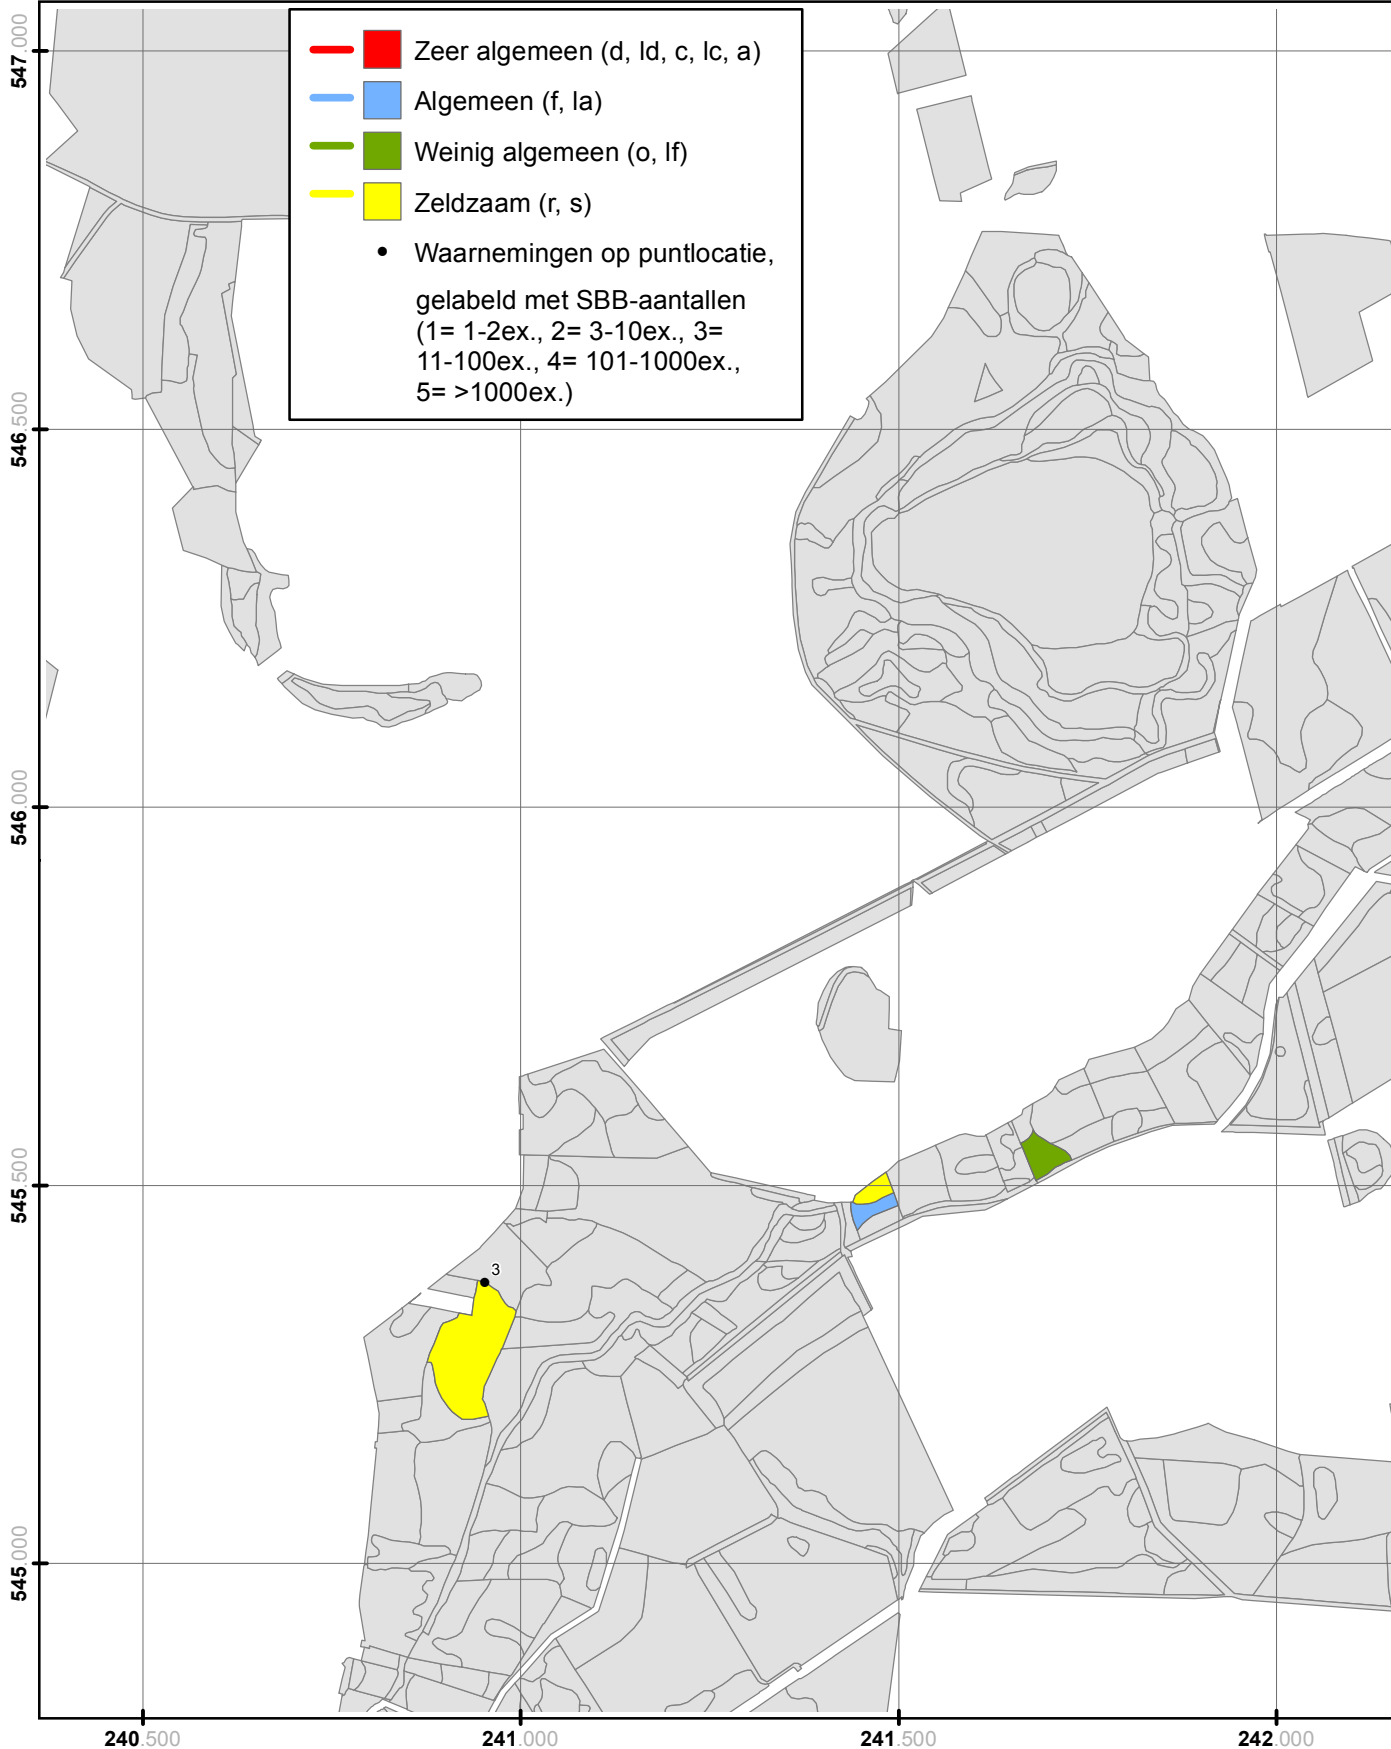 Zeer algemeen (d, ld, c, lc, a)
Algemeen (f, la)
Weinig algemeen (o, lf)
Zeldzaam (r, s)
Waarnemingen op puntlocatie,
gelabeld met SBB-aantallen
(1= 1-2ex., 2= 3-10ex., 3=
11-100ex., 4= 101-1000ex.,
5= >1000ex.)
547.000
546.500
546.000
545.500
545.000
3
240.500
241.000
241.500
242.000